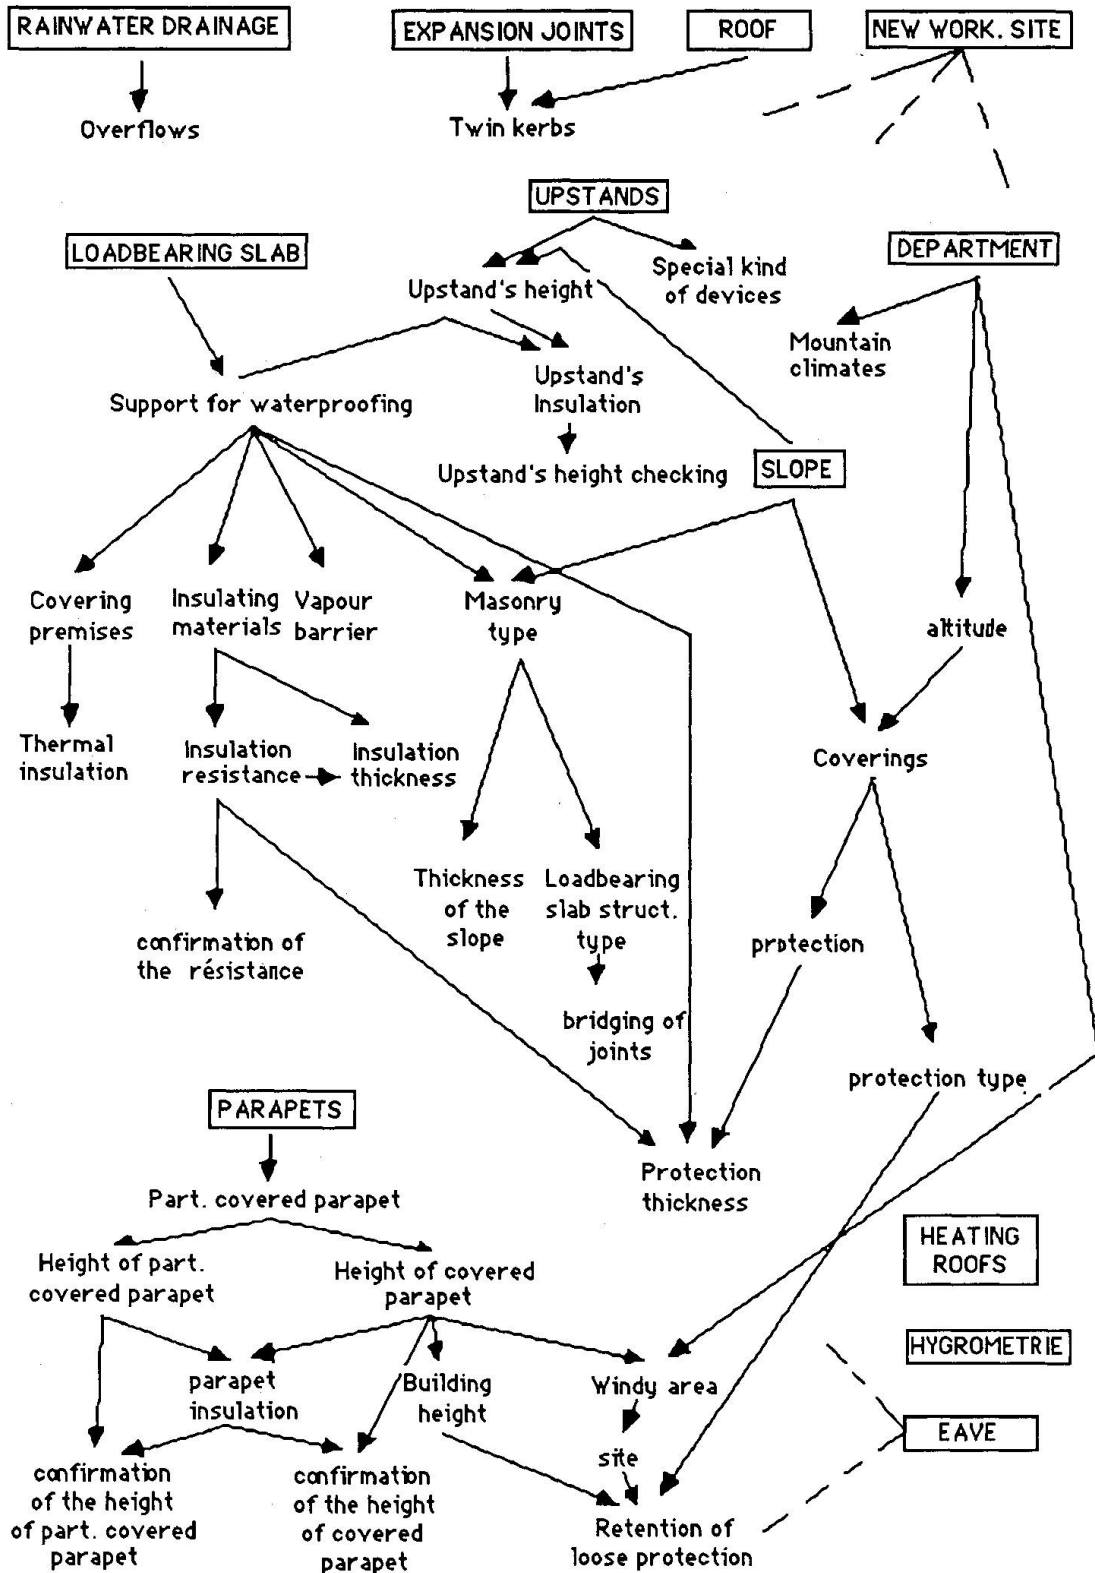 RAINWATER DRAINAGE
EXPANSION JOINTS
ROOF
NEW WORK. SITE
Overflows
Twin kerbs
UPSTANDS
LOADBEARING SLAB
DEPARTMENT
Upstand's height
Special kind
of devices
Mountain
climates
Support for waterproofing
Upstand's
Insulation
Upstand's height checking
SLOPE
Covering
premises
Insulating
materials
Vapour
barrier
Masonry
type
altitude
Thermal
insulation
Insulation
resistance
Insulation
thickness
Coverings
Thickness
of the
slope
Loadbearing
slab struct.
type
protection
confirmation of
the résistance
bridging of
joints
protection type
PARAPETS
Protection
thickness
Part. covered parapet
HEATING
ROOFS
Height of part.
covered parapet
Height of covered
parapet
HYGROMETRIE
parapet
insulation
Building
height
Windy area
EAVE
site
confirmation
of the height
of part. covered
parapet
confirmation
of the height
of covered
parapet
Retention of
loose protection